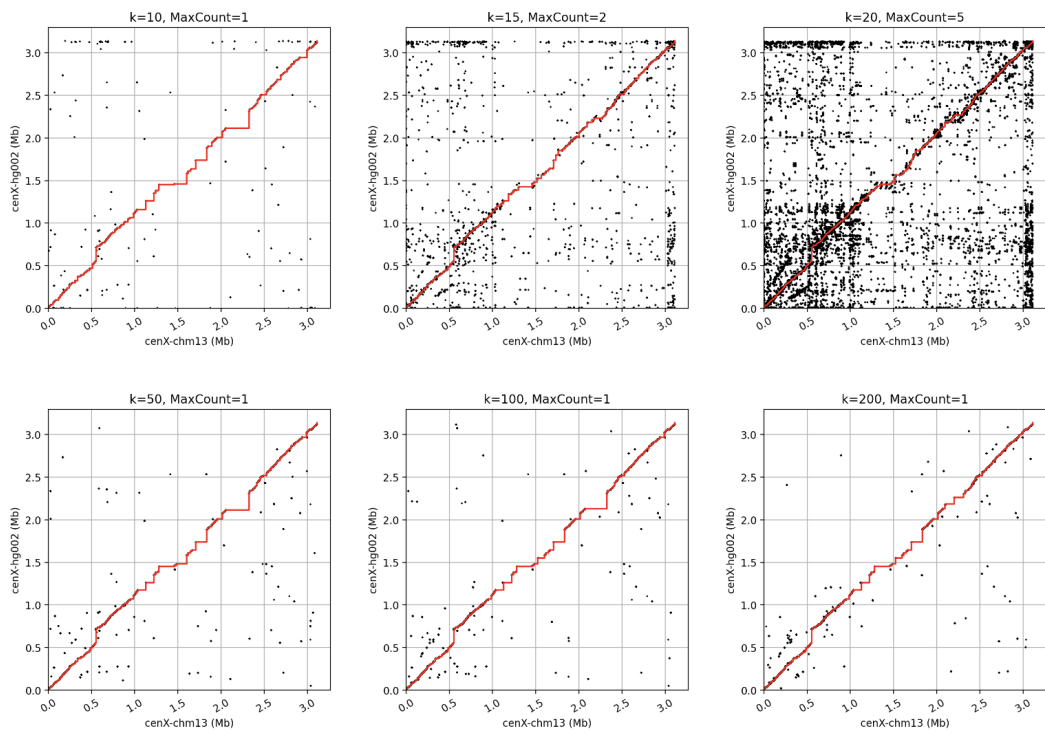 k=10, MaxCount=1
cenX-hg002 (Mb)
3.0
2.5
2.0
1.5
1.0
0.5
0.0
0.0 0.5 1.0 1.5 2.0 2.5 3.0
cenX-chm13 (Mb)
k=15, MaxCount=2
cenX-hg002 (Mb)
3.0
2.5
2.0
1.5
1.0
0.5
0.0
0.0 0.5 1.0 1.5 2.0 2.5 3.0
cenX-chm13 (Mb)
k=20, MaxCount=5
cenX-hg002 (Mb)
3.0
2.5
2.0
1.5
1.0
0.5
0.0
0.0 0.5 1.0 1.5 2.0 2.5 3.0
cenX-chm13 (Mb)
k=50, MaxCount=1
cenX-hg002 (Mb)
3.0
2.5
2.0
1.5
1.0
0.5
0.0
0.0 0.5 1.0 1.5 2.0 2.5 3.0
cenX-chm13 (Mb)
k=100, MaxCount=1
cenX-hg002 (Mb)
3.0
2.5
2.0
1.5
1.0
0.5
0.0
0.0 0.5 1.0 1.5 2.0 2.5 3.0
cenX-chm13 (Mb)
k=200, MaxCount=1
cenX-hg002 (Mb)
3.0
2.5
2.0
1.5
1.0
0.5
0.0
0.0 0.5 1.0 1.5 2.0 2.5 3.0
cenX-chm13 (Mb)